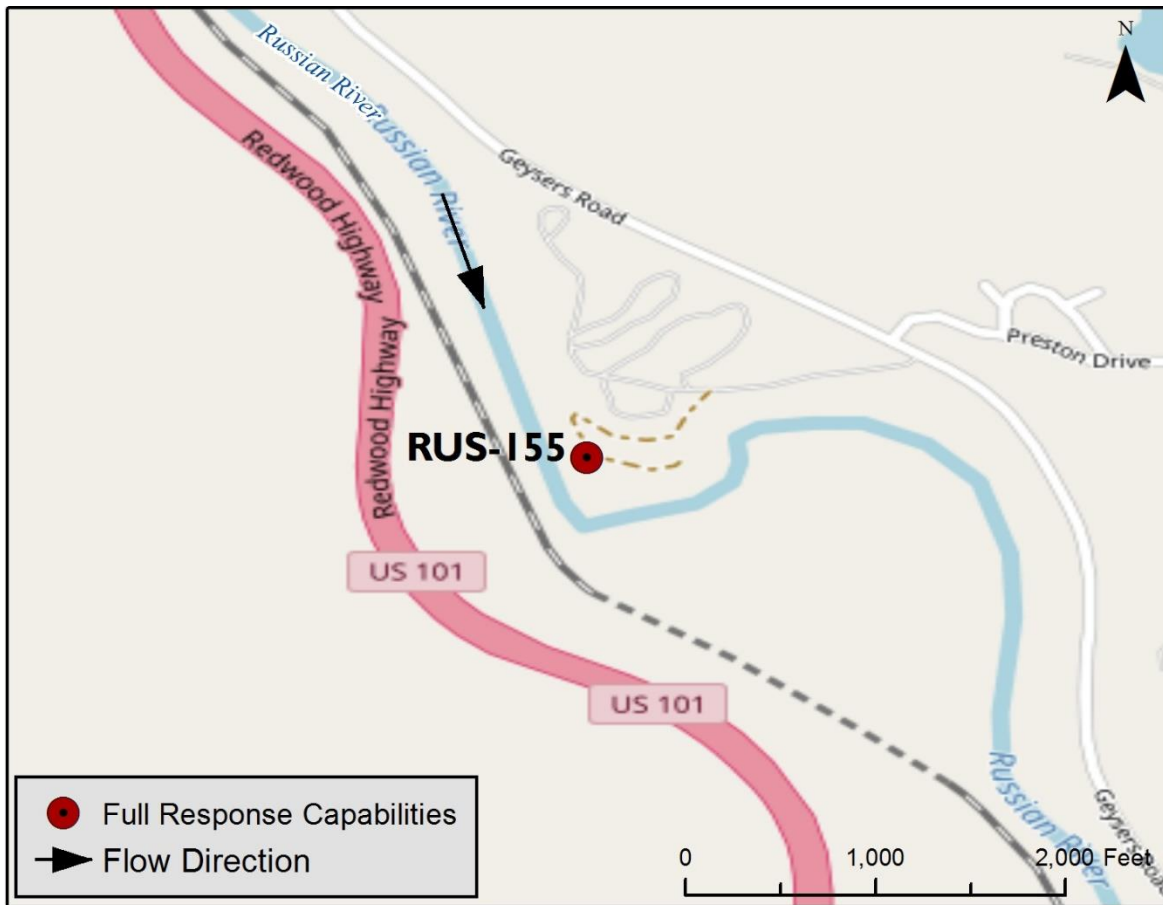 N
Russian River
Russian River
Geysers Road
Redwood Highway
Preston Drive
Redwood Highway
RUS-155
US 101
US 101
Russian River
Geysers Road
Full Response Capabilities
Flow Direction
0 1,000 2,000 Feet